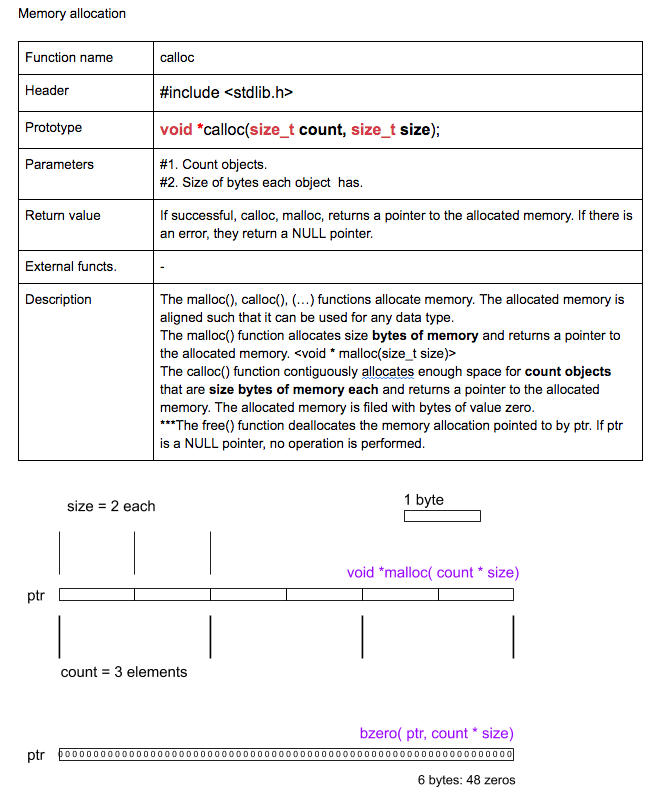 Memory allocation
Function name calloc
Header #include <stdlib.h>
Prototype void *calloc(size_t count, size_t size);
Parameters #1. Count objects.
#2. Size of bytes each object has.
Return value If successful, calloc, malloc, returns a pointer to the allocated memory. If there is
an error, they return a NULL pointer.
External functs. -
Description The malloc(), calloc(), (…) functions allocate memory. The allocated memory is
aligned such that it can be used for any data type.
The malloc() function allocates size bytes of memory and returns a pointer to
the allocated memory. <void * malloc(size_t size)>
The calloc() function contiguously allocates enough space for count objects
that are size bytes of memory each and returns a pointer to the allocated
memory. The allocated memory is filed with bytes of value zero.
***The free() function deallocates the memory allocation pointed to by ptr. If ptr
is a NULL pointer, no operation is performed.
size = 2 each
1 byte
void *malloc( count * size)
ptr
count = 3 elements
bzero( ptr, count * size)
ptr 000000000000000000000000000000000000000000000000000000000000000
6 bytes: 48 zeros